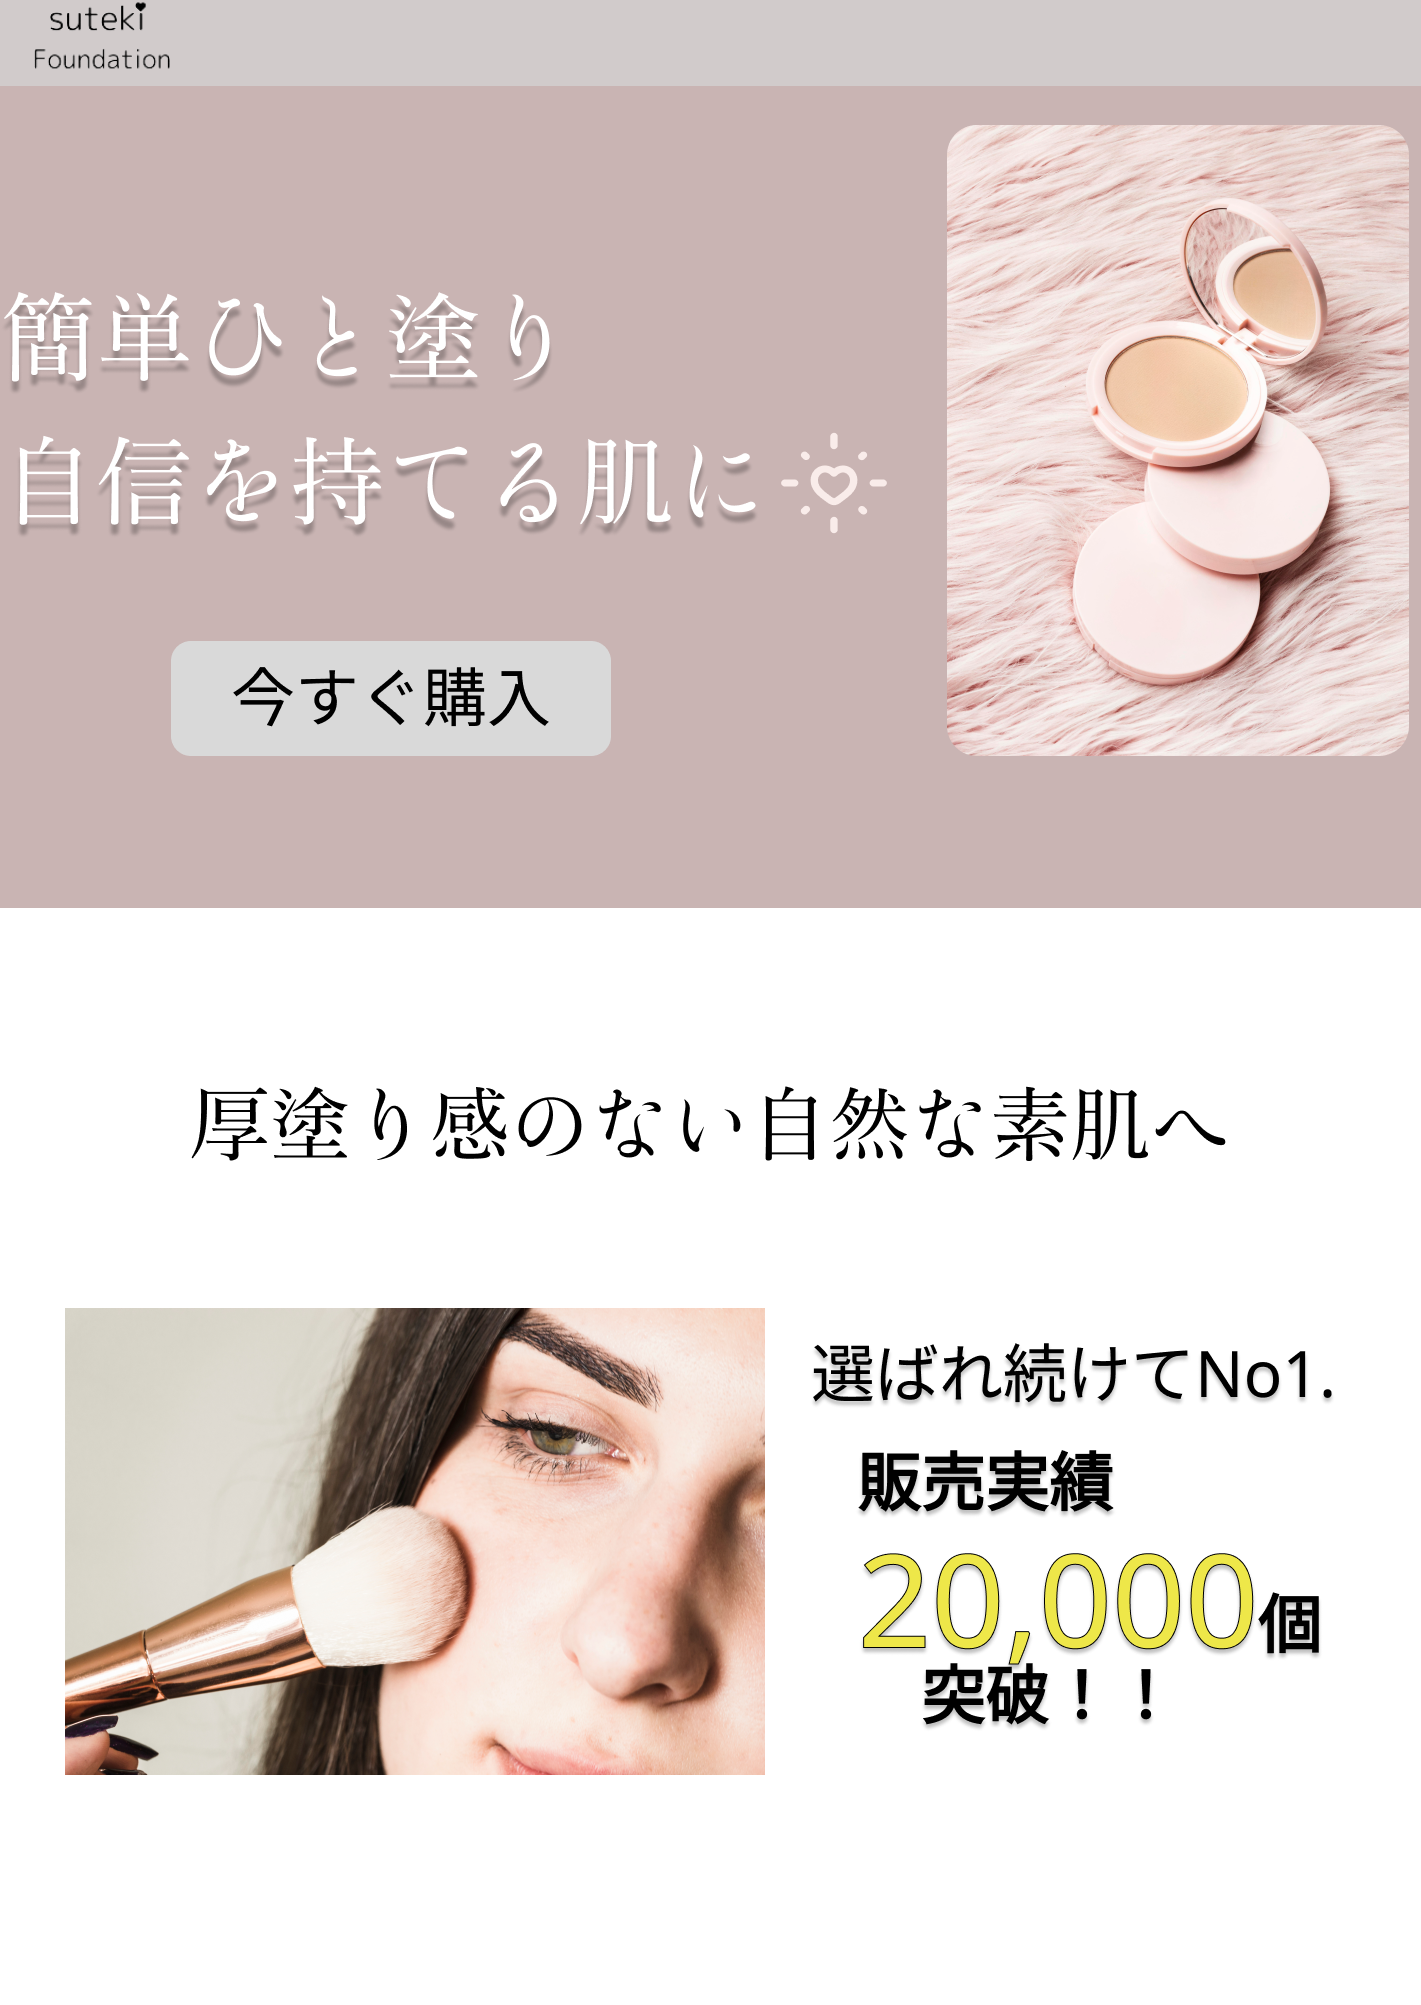 suteki
Foundation
簡単ひと塗り
自信を持てる肌に
今すぐ購入
厚塗り感のない自然な素肌へ
選ばれ続けてNo1.
販売実績
20,000個
突破！！